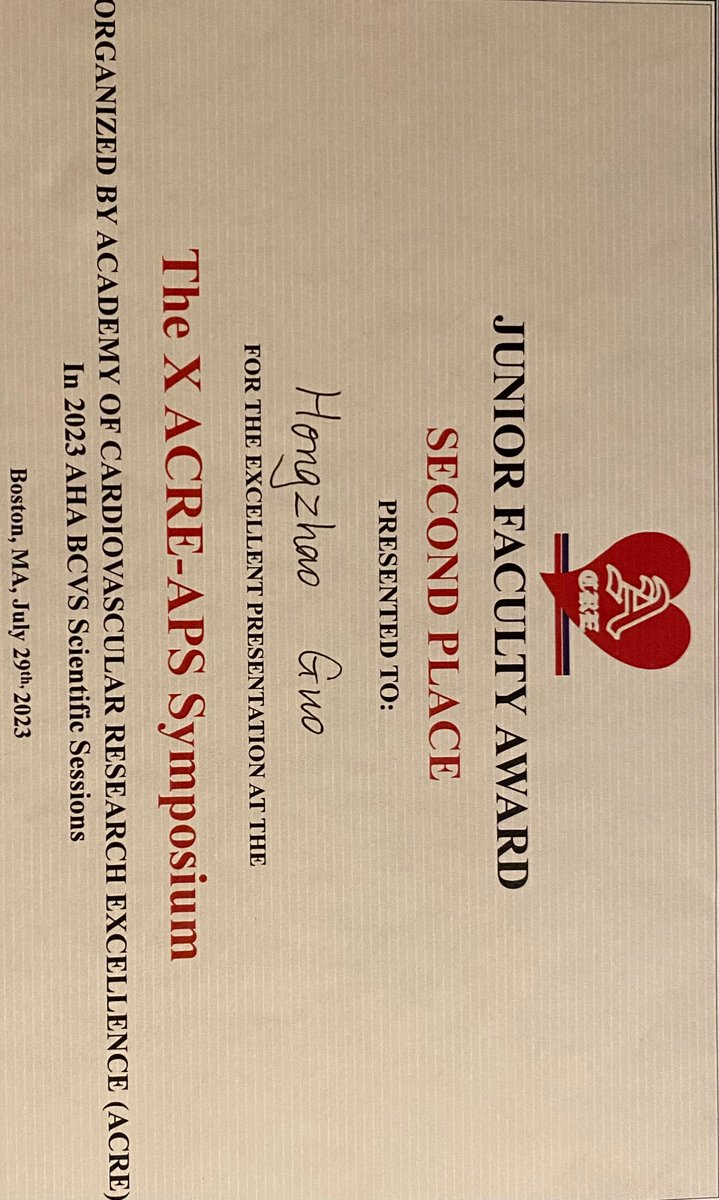 A
CRE
JUNIOR FACULTY AWARD
SECOND PLACE
PRESENTED TO:
Hongzhao Guo
FOR THE EXCELLENT PRESENTATION AT THE
The X ACRE-APS Symposium
ORGANIZED BY ACADEMY OF CARDIOVASCULAR RESEARCH EXCELLENCE (ACRE)
In 2023 AHA BCVS Scientific Sessions
Boston, MA, July 29th, 2023